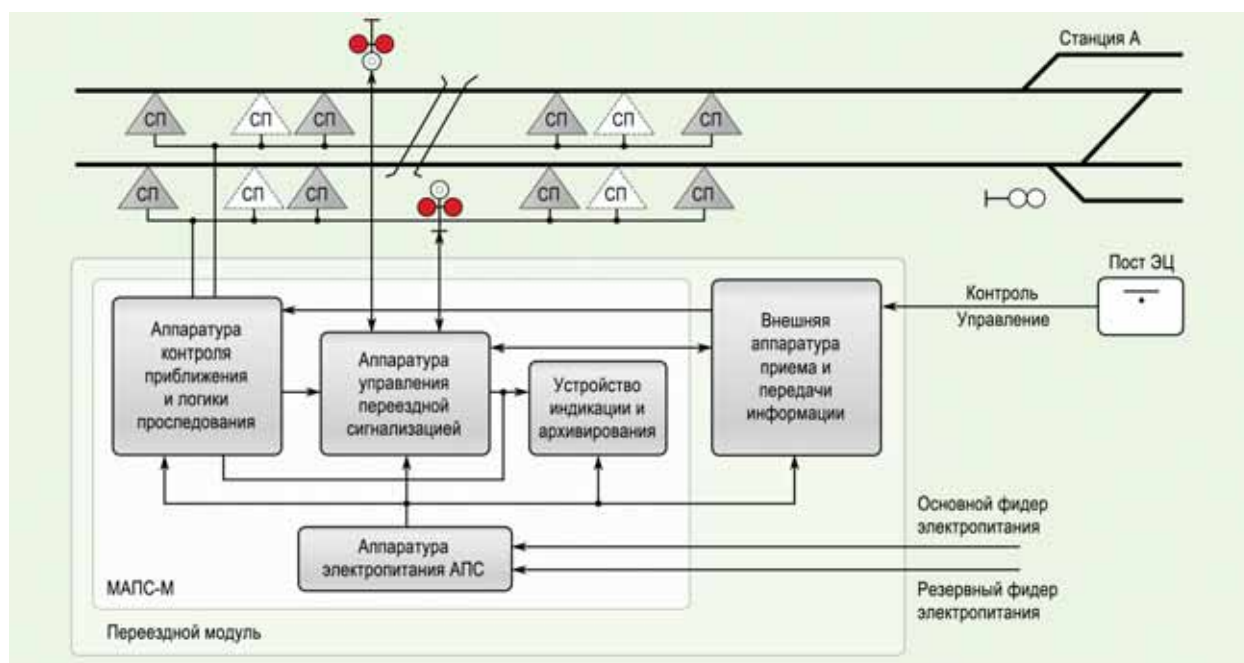 Станция А
СП СП СП СП СП СП
СП СП СП СП СП СП
Пост ЭЦ
Контроль
Управление
Аппаратура
контроля
приближения
и логики
проследования
Аппаратура
управления
переездной
сигнализацией
Устройство
индикации и
архивирования
Внешняя
аппаратура
приема и
передачи
информации
Основной фидер
электропитания
Аппаратура
электропитания АПС
Резервный фидер
электропитания
МАПС-М
Переездной модуль